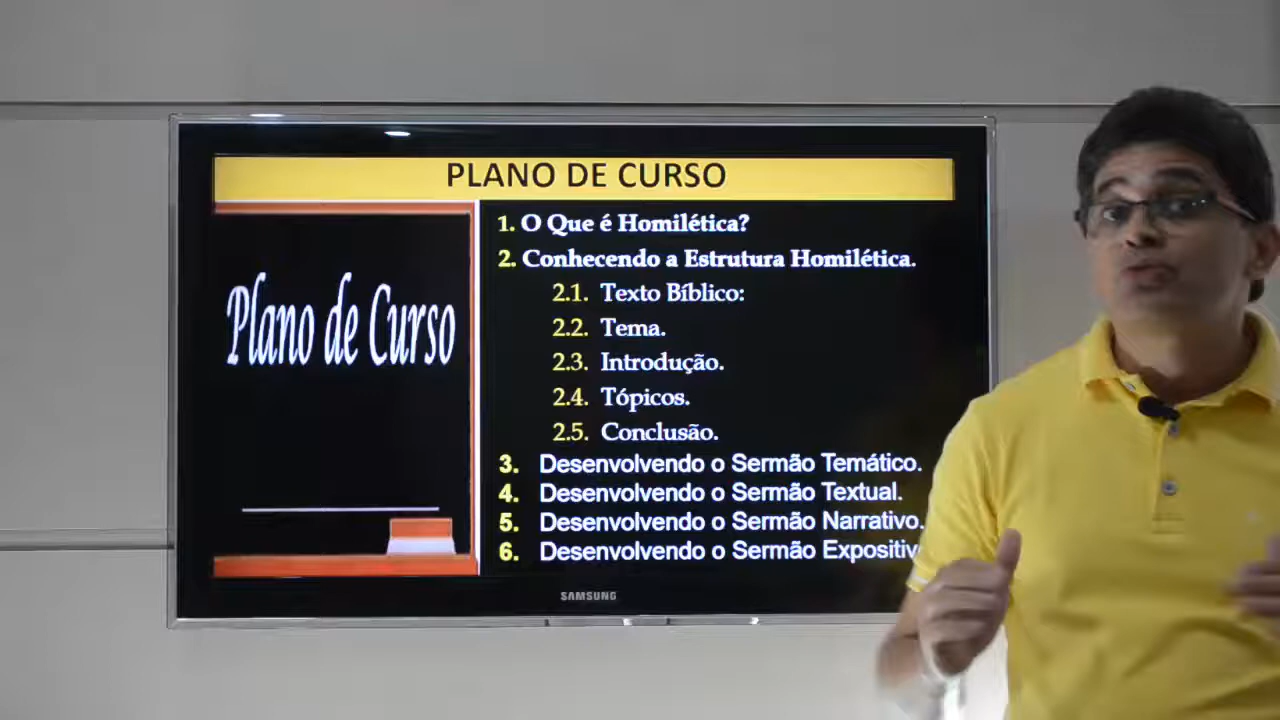 PLANO DE CURSO
Plano de Curso
1. O Que é Homilética?
2. Conhecendo a Estrutura Homilética.
2.1. Texto Bíblico:
2.2. Tema.
2.3. Introdução.
2.4. Tópicos.
2.5. Conclusão.
3. Desenvolvendo o Sermão Temático.
4. Desenvolvendo o Sermão Textual.
5. Desenvolvendo o Sermão Narrativo.
6. Desenvolvendo o Sermão Expositiv
SAMSUNG